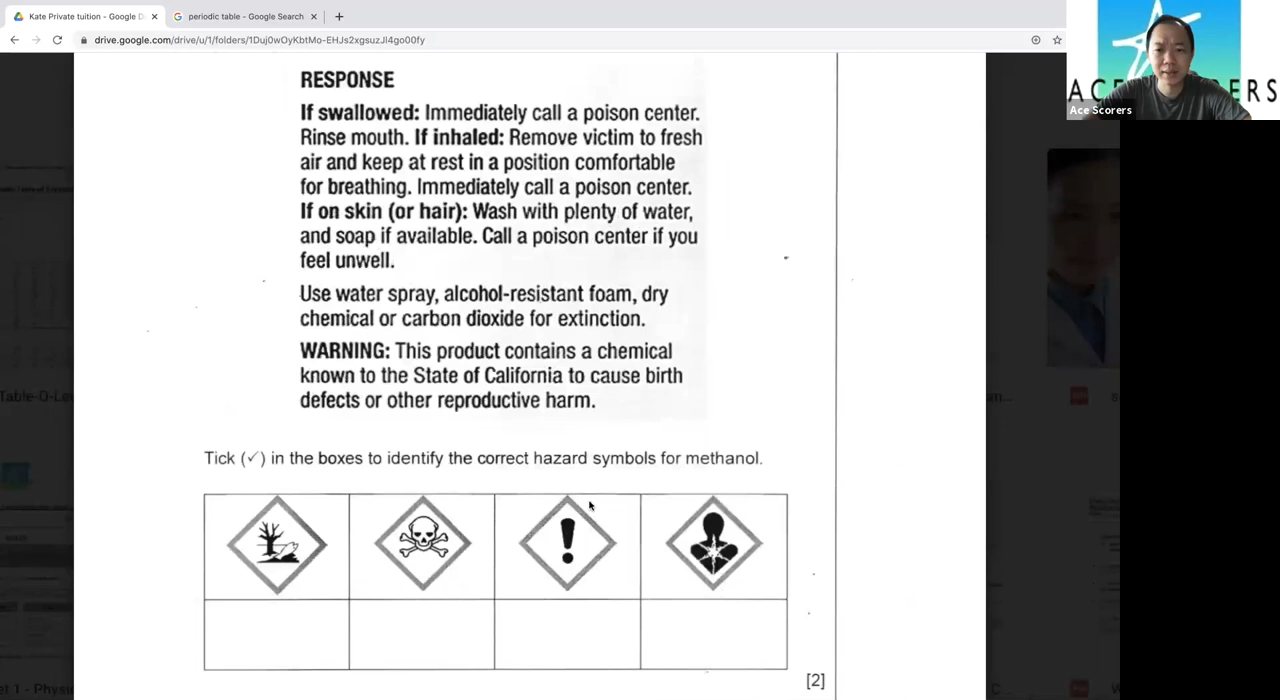 Kate Private tuition - Google D
periodic table - Google Search
drive.google.com/drive/u/1/folders/1Duj0wOyKbtMo-EHJs2xgsuzJl4go00fy
ACE SCORERS
Ace Scorers
RESPONSE
If swallowed: Immediately call a poison center.
Rinse mouth. If inhaled: Remove victim to fresh
air and keep at rest in a position comfortable
for breathing. Immediately call a poison center.
If on skin (or hair): Wash with plenty of water,
and soap if available. Call a poison center if you
feel unwell.
Use water spray, alcohol-resistant foam, dry
chemical or carbon dioxide for extinction.
WARNING: This product contains a chemical
known to the State of California to cause birth
defects or other reproductive harm.
Tick (✓) in the boxes to identify the correct hazard symbols for methanol.
[2]